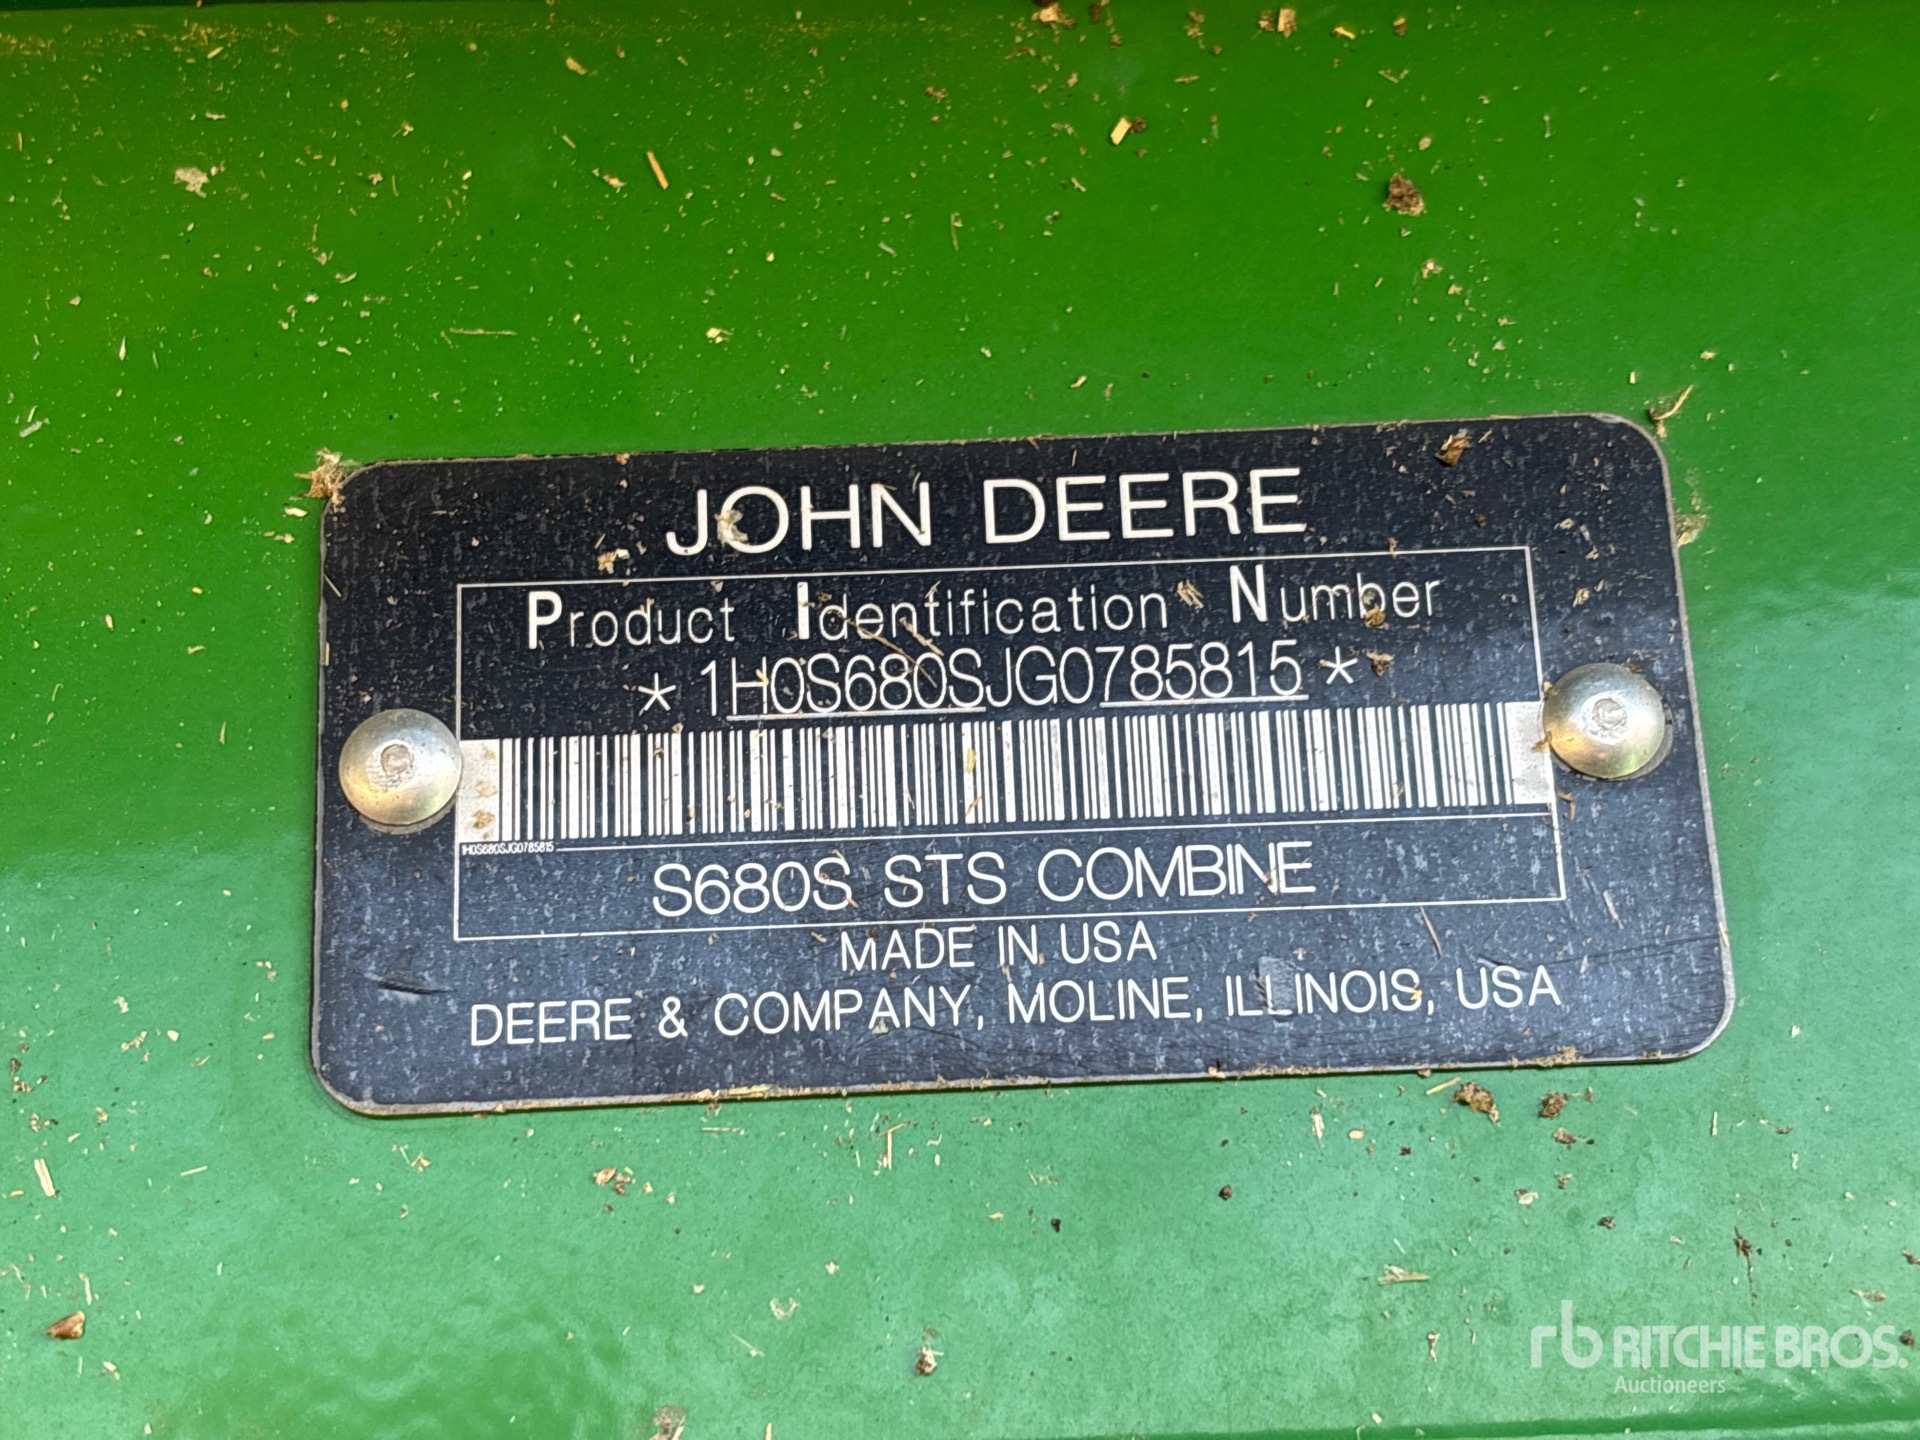 JOHN DEERE
Product Identification Number
*1H0S680SJG0785815*
1H0S680SJG0785815
S680S STS COMBINE
MADE IN USA
DEERE & COMPANY, MOLINE, ILLINOIS, USA
rb RITCHIE BROS.
Auctioneers